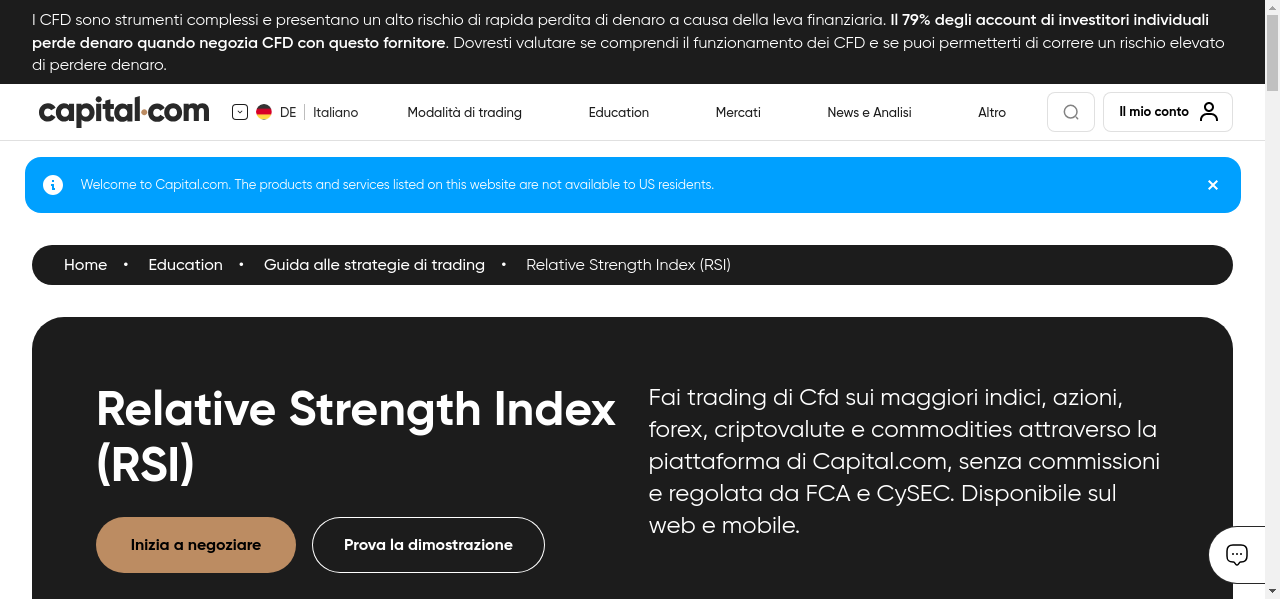 I CFD sono strumenti complessi e presentano un alto rischio di rapida perdita di denaro a causa della leva finanziaria. Il 79% degli account di investitori individuali
perde denaro quando negozia CFD con questo fornitore. Dovresti valutare se comprendi il funzionamento dei CFD e se puoi permetterti di correre un rischio elevato
di perdere denaro.
capital.com DE Italiano Modalità di trading Education Mercati News e Analisi Altro Il mio conto
Welcome to Capital.com. The products and services listed on this website are not available to US residents.
Home • Education • Guida alle strategie di trading • Relative Strength Index (RSI)
Relative Strength Index
(RSI)
Inizia a negoziare Prova la dimostrazione
Fai trading di Cfd sui maggiori indici, azioni,
forex, criptovalute e commodities attraverso la
piattaforma di Capital.com, senza commissioni
e regolata da FCA e CySEC. Disponibile sul
web e mobile.